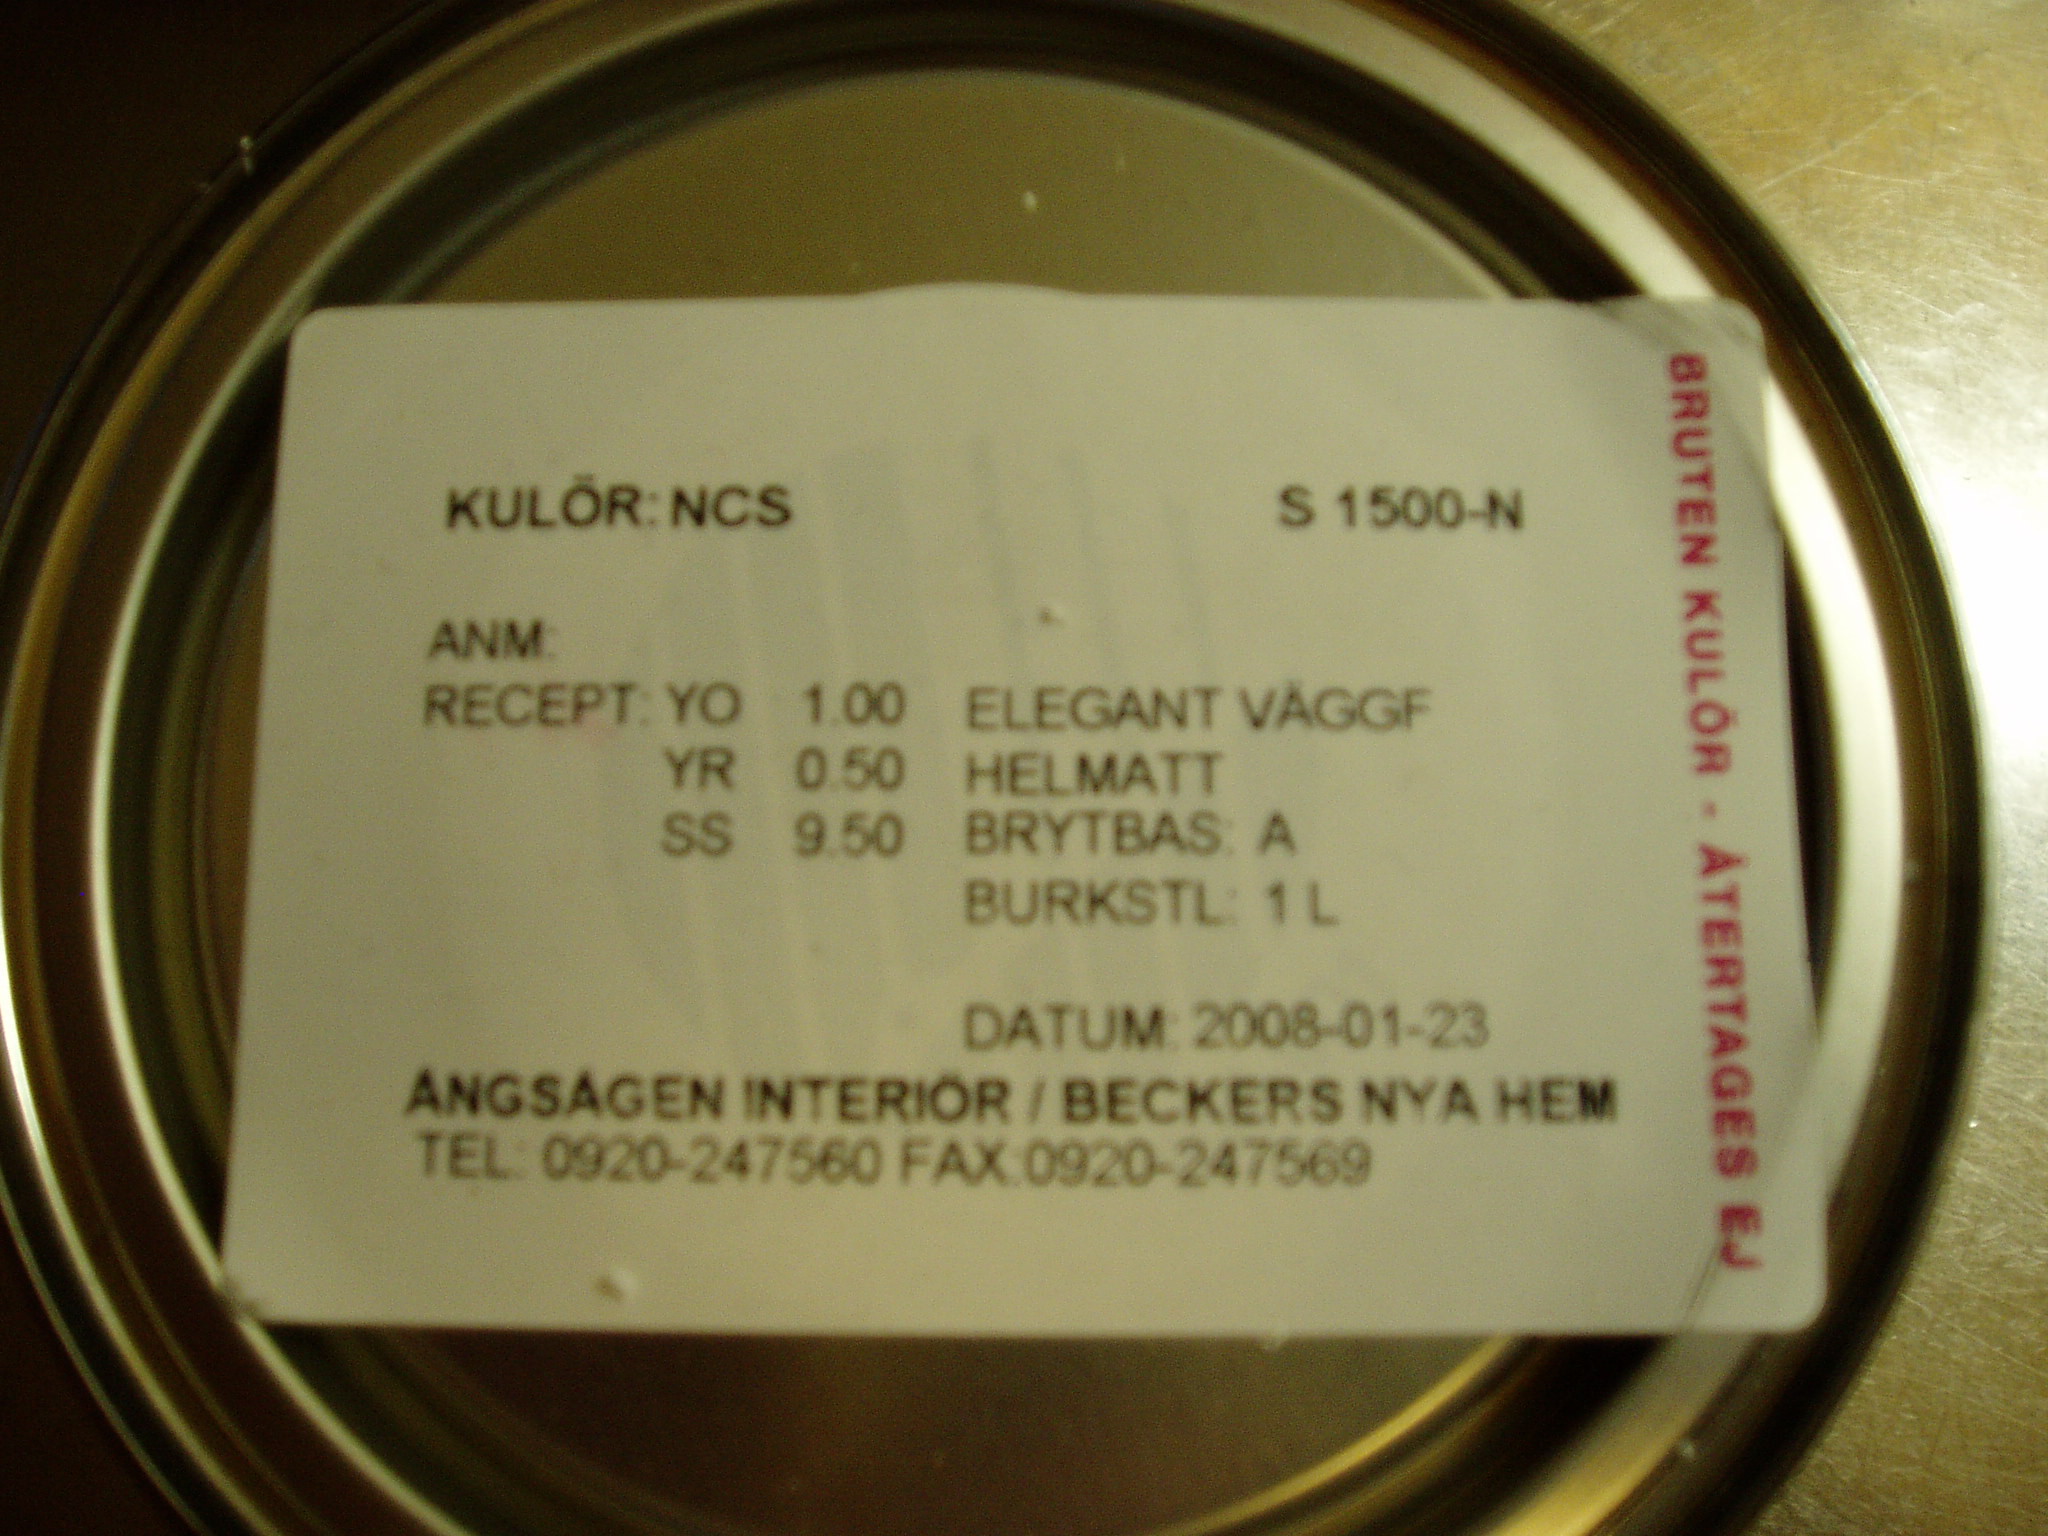 KULÖR: NCS S 1500-N
ANM:
RECEPT: YO 1.00 ELEGANT VÄGGF
YR 0.50 HELMATT
SS 9.50 BRYTBAS: A
BURKSTL: 1 L
DATUM: 2008-01-23
ÄNGSÅGEN INTERIÖR / BECKERS NYA HEM
TEL: 0920-247560 FAX:0920-247569
BRUTEN KULÖR - ÅTERTAGES EJ